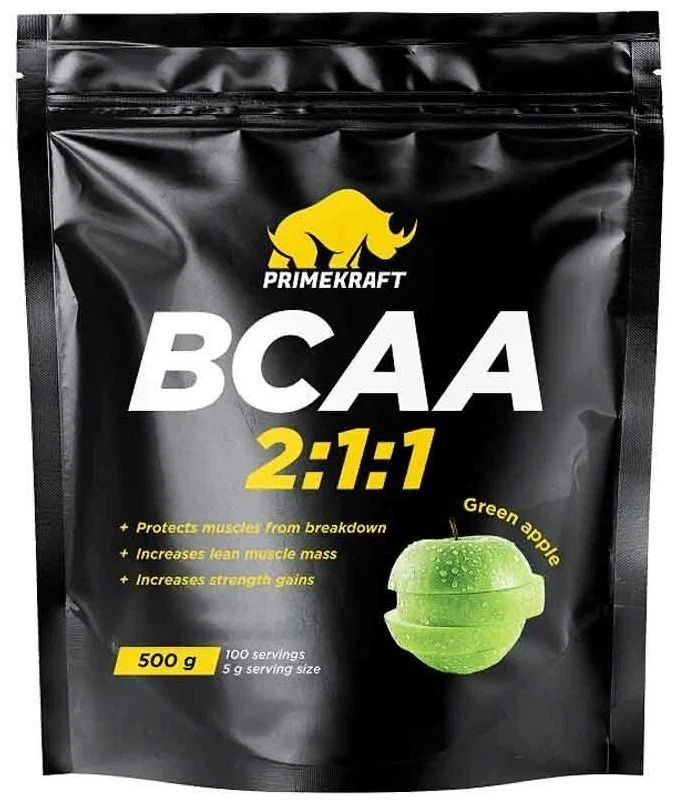 PRIMEKRAFT
BCAA
2:1:1
Green apple
+ Protects muscles from breakdown
+ Increases lean muscle mass
+ Increases strength gains
500 g
100 servings
5 g serving size